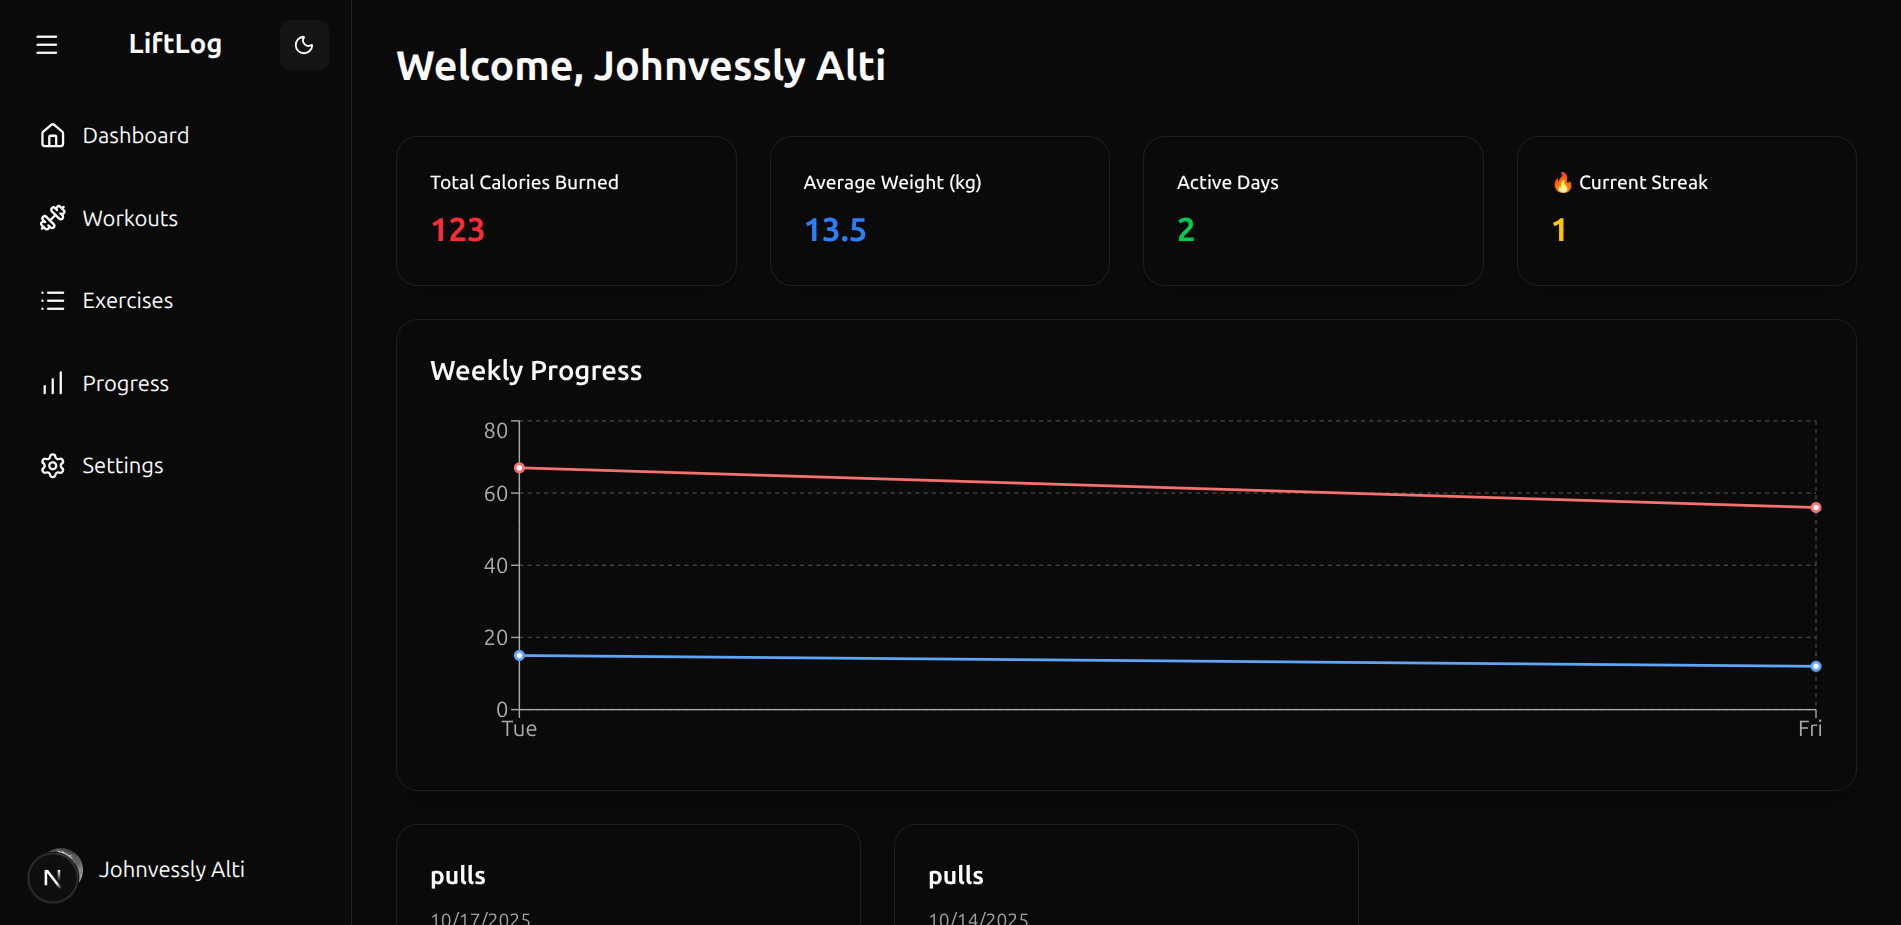 LiftLog
Dashboard
Workouts
Exercises
Progress
Settings
N
Johnvessly Alti
Welcome, Johnvessly Alti
Total Calories Burned
123
Average Weight (kg)
13.5
Active Days
2
🔥 Current Streak
1
Weekly Progress
80
60
40
20
0
Tue
Fri
pulls
10/17/2025
pulls
10/14/2025